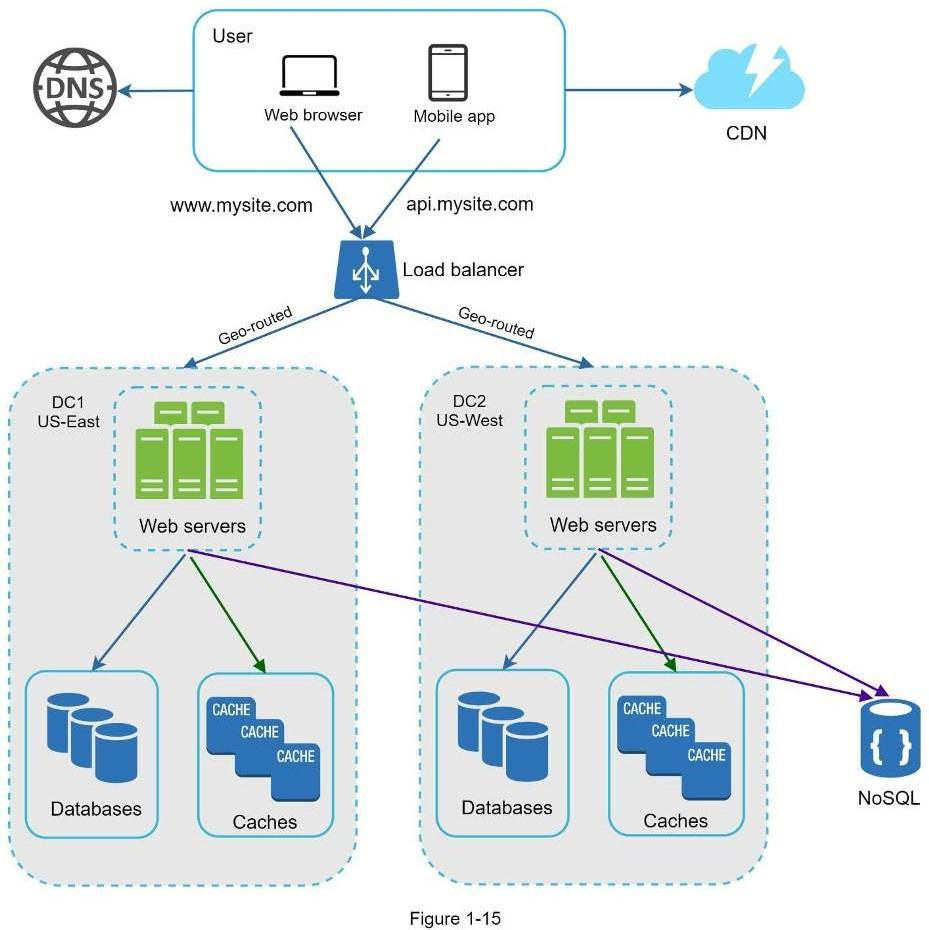 User
DNS
Web browser
Mobile app
CDN
www.mysite.com
api.mysite.com
Load balancer
Geo-routed
Geo-routed
DC1
US-East
Web servers
DC2
US-West
Web servers
Databases
CACHE
CACHE
CACHE
Caches
Databases
CACHE
CACHE
CACHE
Caches
{ }
NoSQL
Figure 1-15